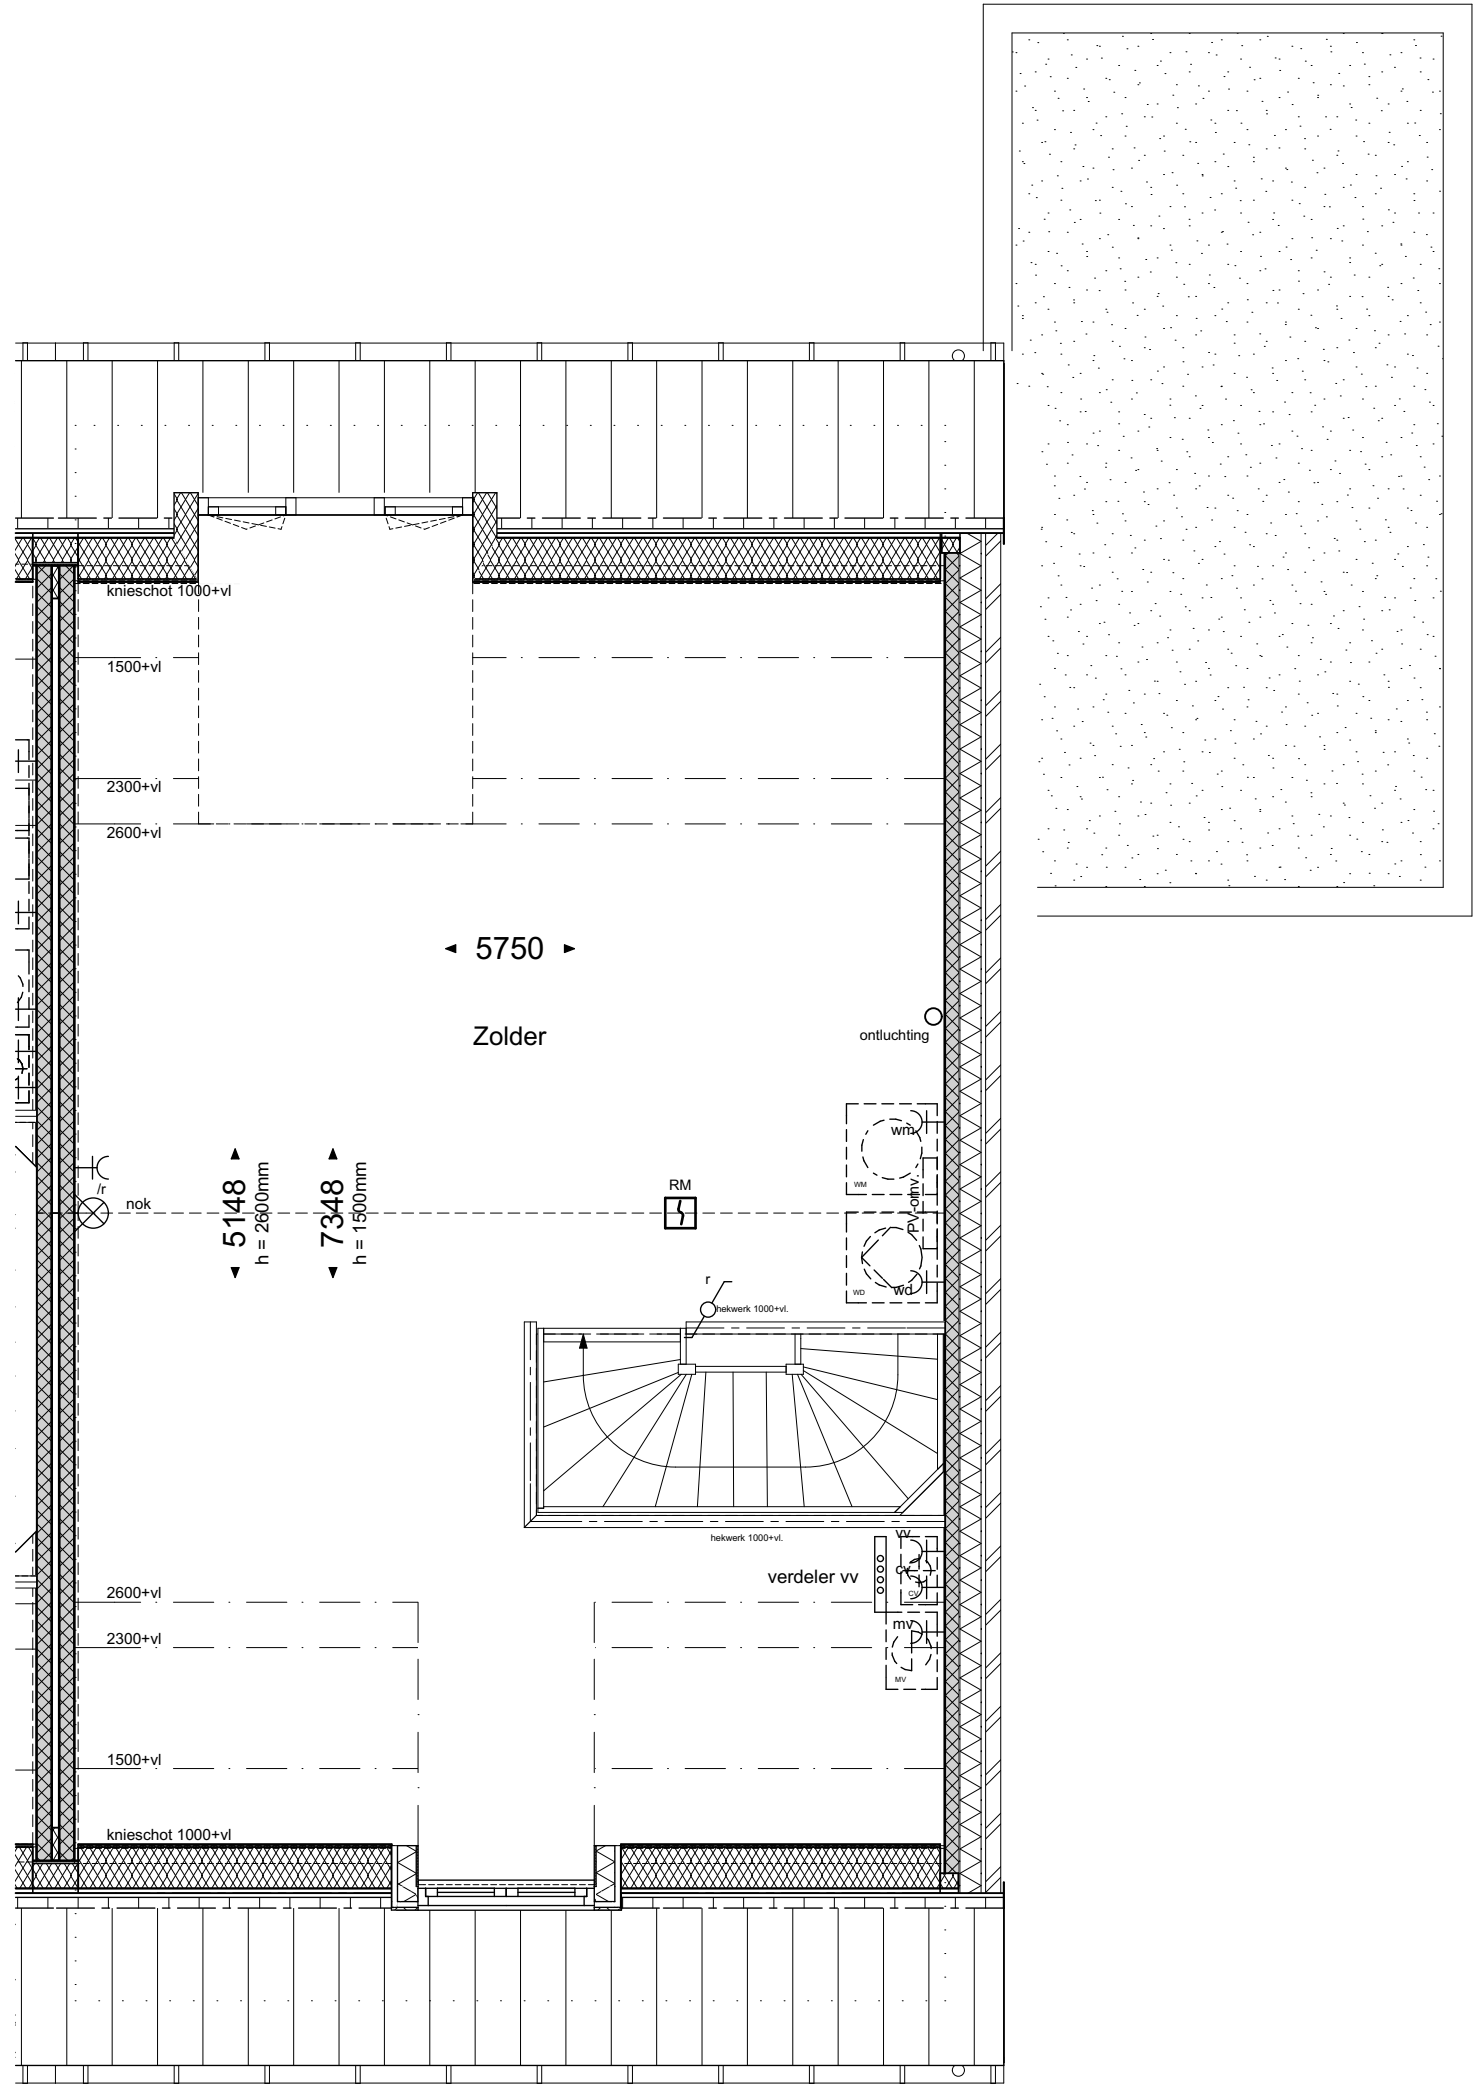 knieschot 1000+vl
1500+vl
2300+vl
2600+vl
5750
Zolder
ontluchting
wm
WM
PV-omv.
/r
nok
5148
h = 2600mm
7348
h = 1500mm
RM
WD
wd
r
hekwerk 1000+vl.
hekwerk 1000+vl.
vv
verdeler vv
cv
CV
2600+vl
mv
2300+vl
MV
1500+vl
knieschot 1000+vl